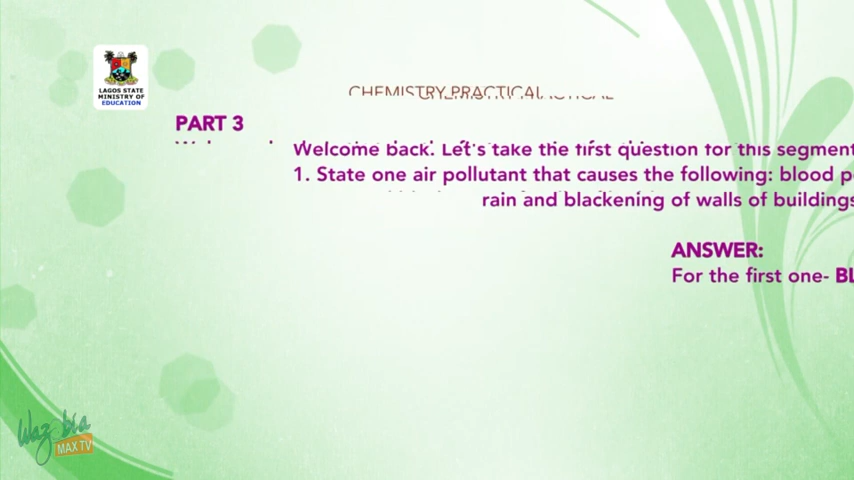 LAGOS STATE
MINISTRY OF
EDUCATION
CHEMISTRY PRACTICAL
PART 3
Welcome back. Let's take the first question for this segment
1. State one air pollutant that causes the following: blood p
rain and blackening of walls of buildings
ANSWER:
For the first one- BL
Wazobia
MAX TV